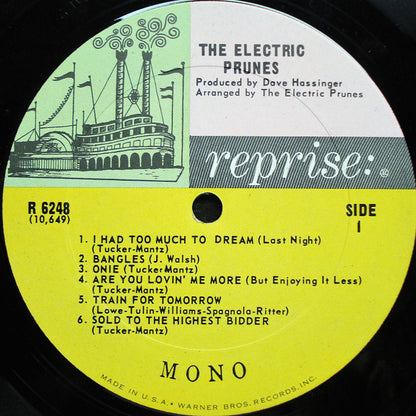 THE ELECTRIC
PRUNES
Produced by Dave Hassinger
Arranged by The Electric Prunes
reprise:®
R 6248
(10,649)
SIDE
1
1. I HAD TOO MUCH TO DREAM (Last Night)
(Tucker-Mantz)
2. BANGLES (J. Walsh)
3. ONIE (Tucker-Mantz)
4. ARE YOU LOVIN' ME MORE (But Enjoying It Less)
(Tucker-Mantz)
5. TRAIN FOR TOMORROW
(Lowe-Tulin-Williams-Spagnola-Ritter)
6. SOLD TO THE HIGHEST BIDDER
(Tucker-Mantz)
MONO
MADE IN U.S.A. • WARNER BROS. RECORDS, INC.